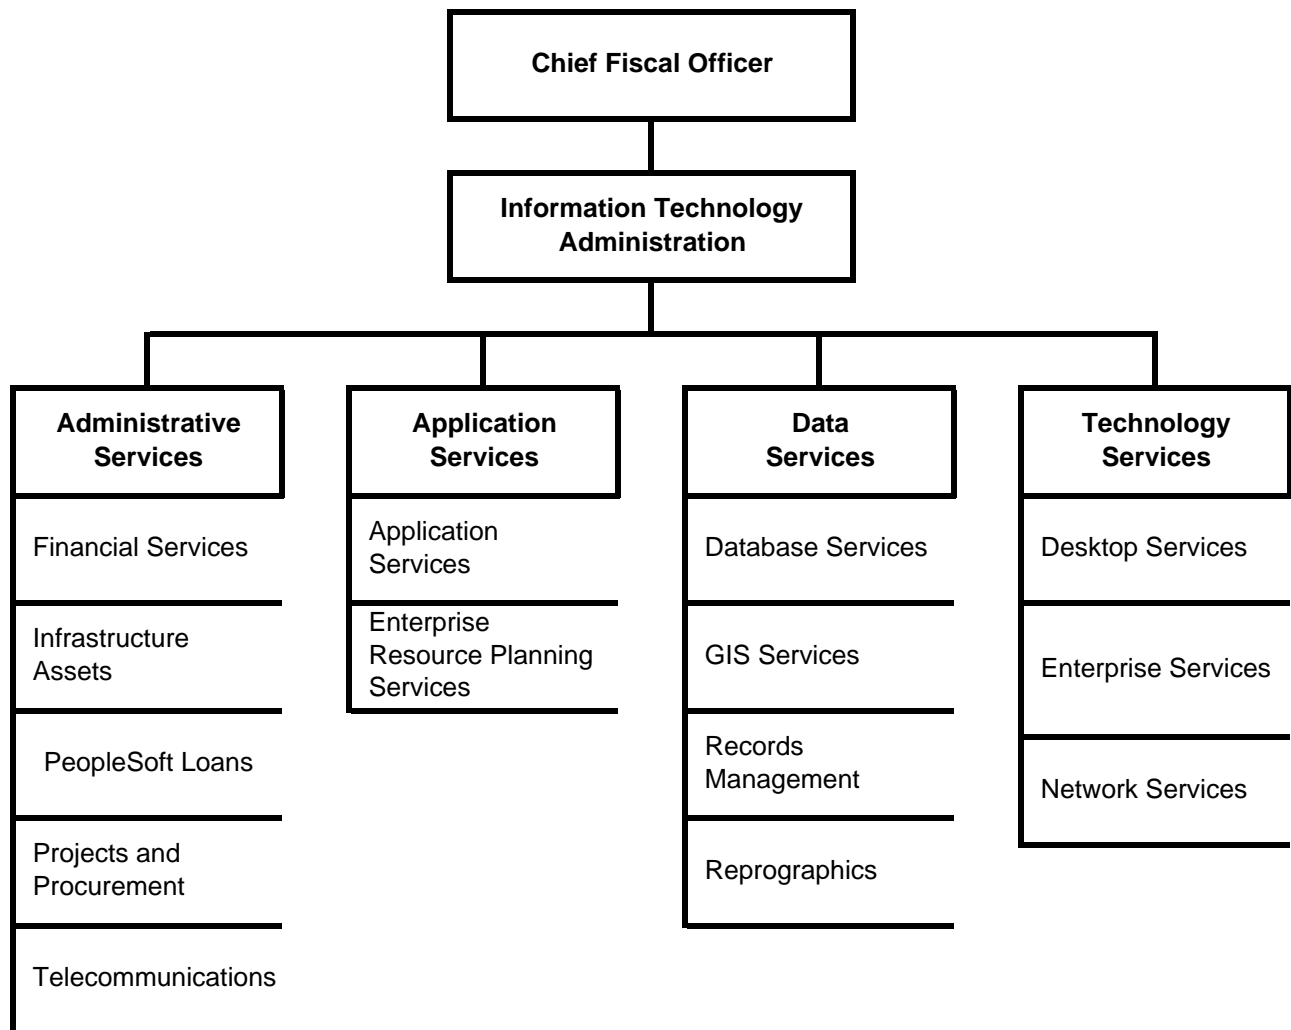 Chief Fiscal Officer
Information Technology
Administration
Administrative
Services
Financial Services
Infrastructure
Assets
PeopleSoft Loans
Projects and
Procurement
Telecommunications
Application
Services
Application
Services
Enterprise
Resource Planning
Services
Data
Services
Database Services
GIS Services
Records
Management
Reprographics
Technology
Services
Desktop Services
Enterprise Services
Network Services